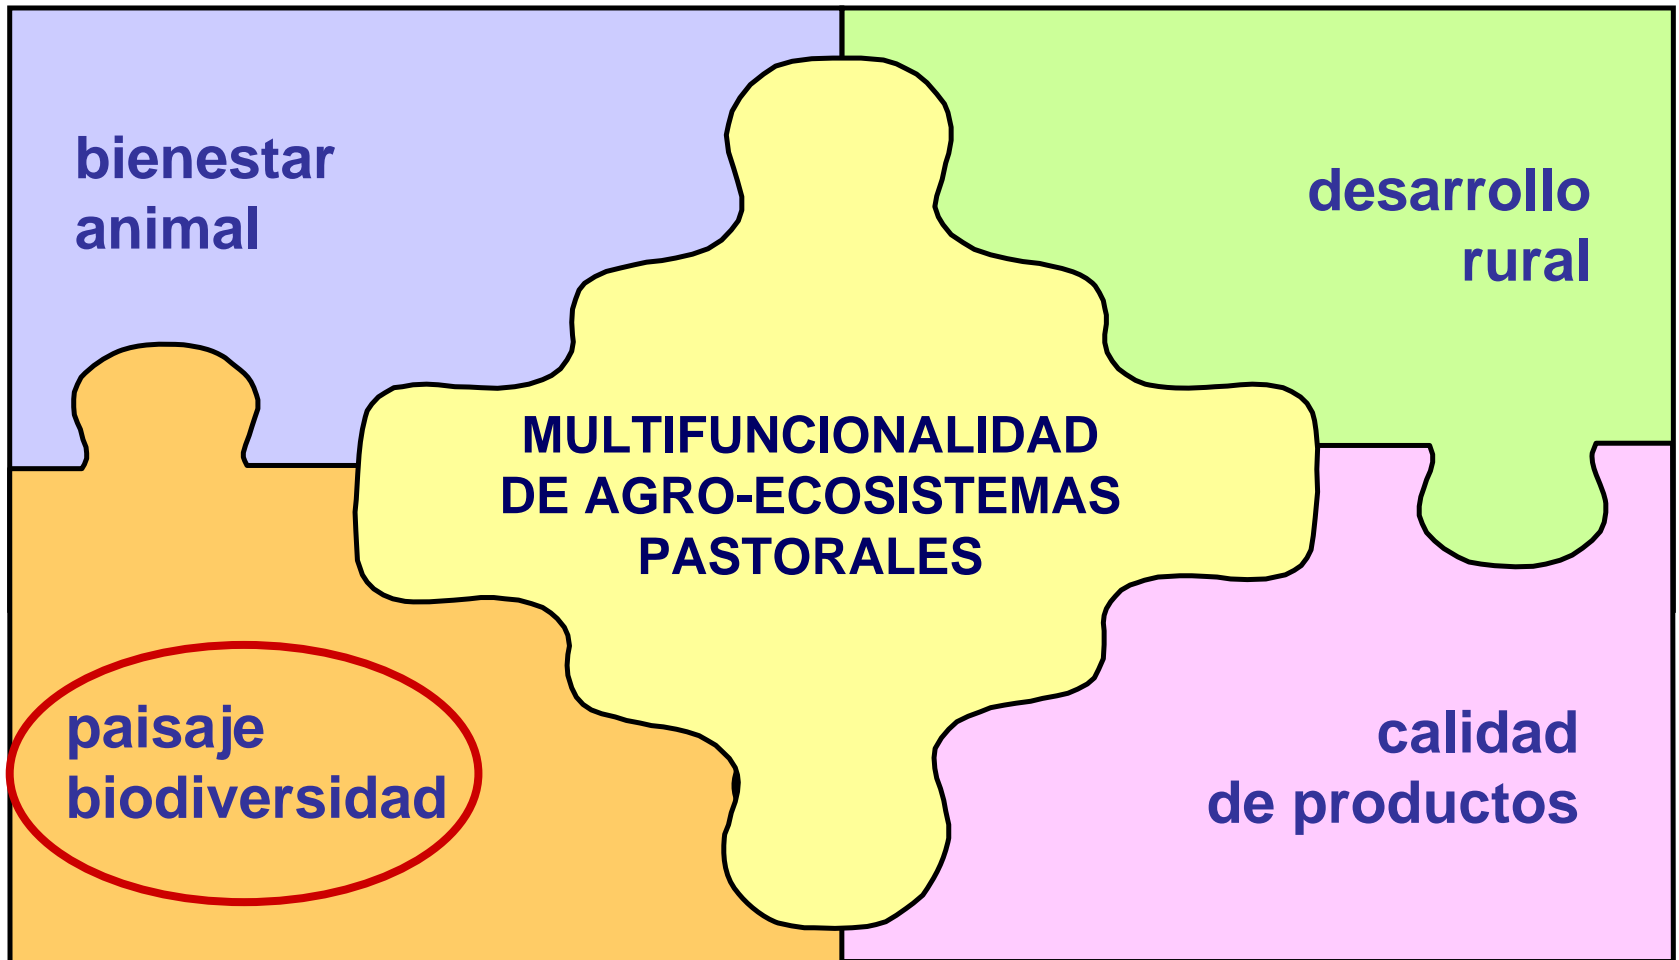 bienestar
animal
desarrollo
rural
MULTIFUNCIONALIDAD
DE AGRO-ECOSISTEMAS
PASTORALES
paisaje
biodiversidad
calidad
de productos